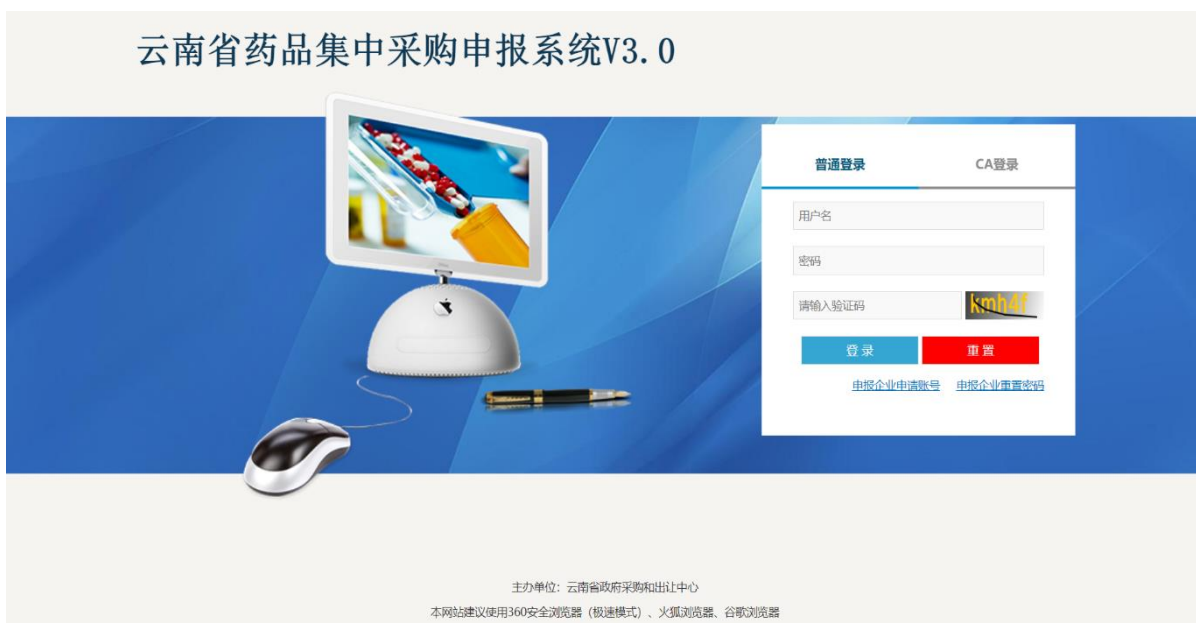 云南省药品集中采购申报系统V3.0
普通登录 CA登录
用户名
密码
请输入验证码 kmh4f
登录 重置
申报企业申请账号 申报企业重置密码
主办单位：云南省政府采购和出让中心
本网站建议使用360安全浏览器（极速模式）、火狐浏览器、谷歌浏览器